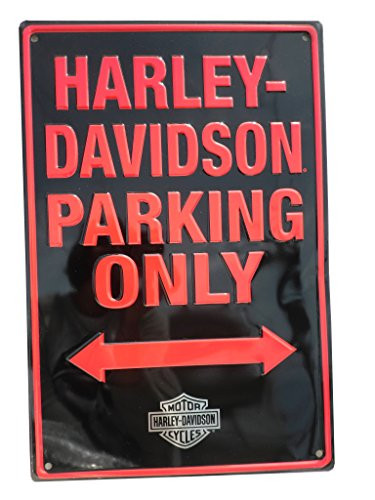 HARLEY-
DAVIDSON
PARKING
ONLY
MOTOR
HARLEY-DAVIDSON
CYCLES